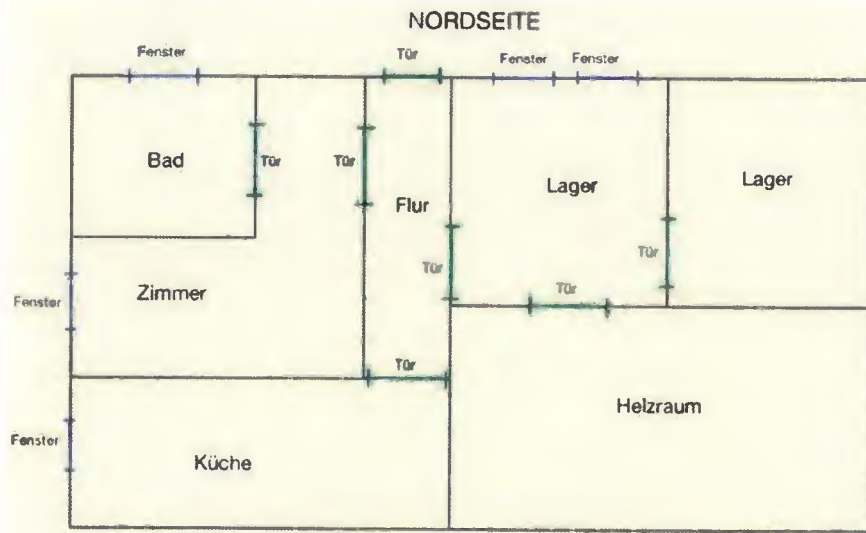 NORDSEITE
Fenster
Tür
Fenster
Fenster
Bad
Tür
Tür
Flur
Lager
Lager
Tür
Tür
Tür
Zimmer
Fenster
Tür
Fenster
Küche
Helzraum